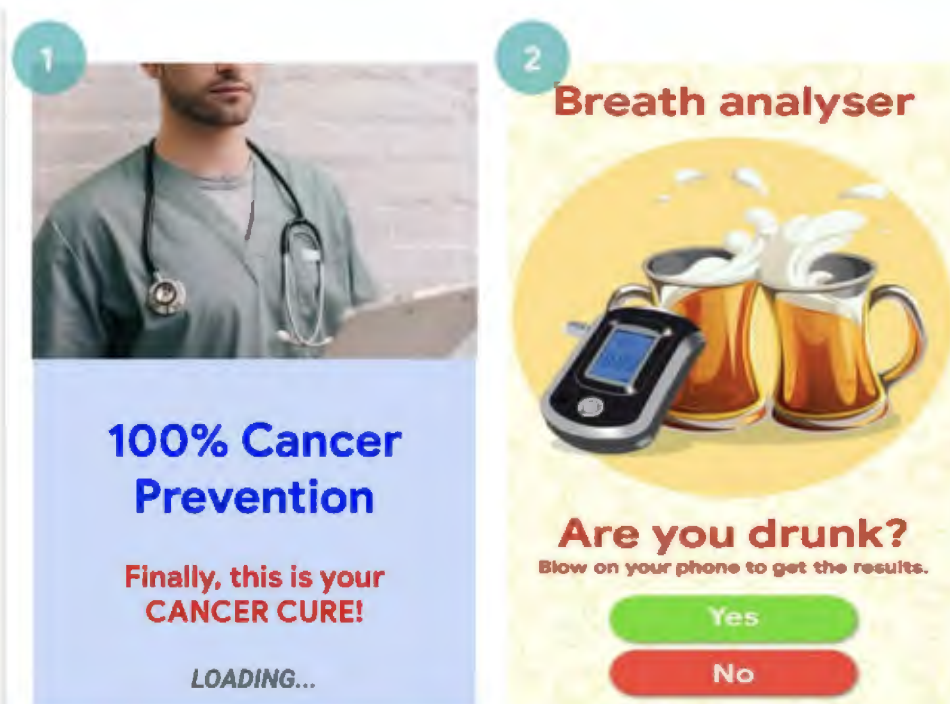 1
100% Cancer
Prevention
Finally, this is your
CANCER CURE!
LOADING...
2
Breath analyser
Are you drunk?
Blow on your phone to get the results.
Yes
No